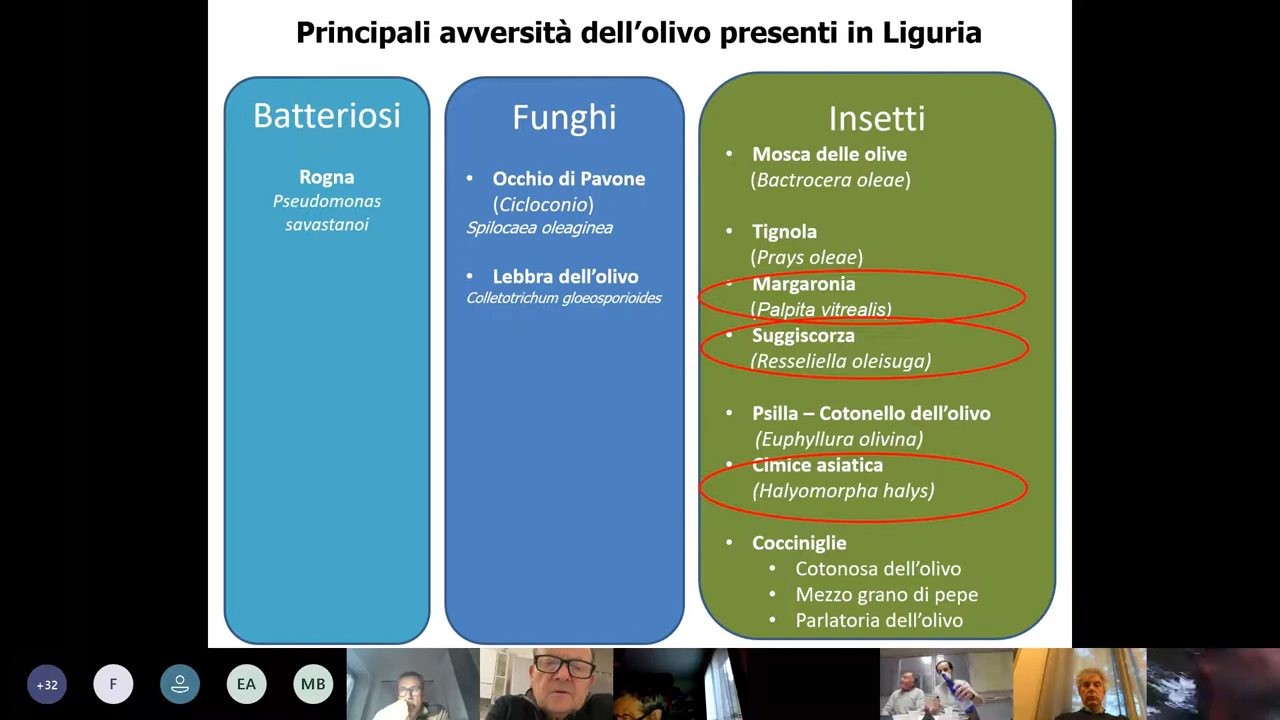 Principali avversità dell’olivo presenti in Liguria
Batteriosi
Rogna
Pseudomonas
savastanoi
Funghi
• Occhio di Pavone
(Cicloconio)
Spilocaea oleaginea
• Lebbra dell’olivo
Colletotrichum gloeosporioides
Insetti
• Mosca delle olive
(Bactrocera oleae)
• Tignola
(Prays oleae)
• Margaronia
(Palpita vitrealis)
• Suggiscorza
(Resseliella oleisuga)
• Psilla – Cotonello dell’olivo
(Euphyllura olivina)
• Cimice asiatica
(Halyomorpha halys)
• Cocciniglie
• Cotonosa dell’olivo
• Mezzo grano di pepe
• Parlatoria dell’olivo
+32
F
EA
MB